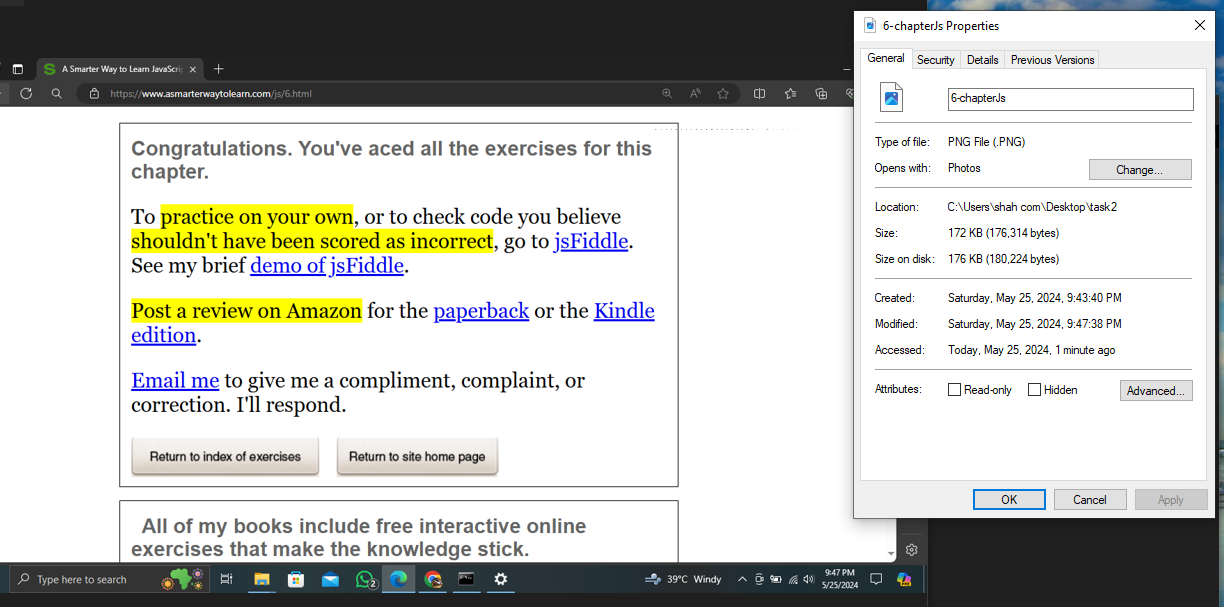 A Smarter Way to Learn JavaScrip
https://www.asmarterwaytolearn.com/js/6.html
Congratulations. You've aced all the exercises for this
chapter.
To practice on your own, or to check code you believe
shouldn't have been scored as incorrect, go to jsFiddle.
See my brief demo of jsFiddle.
Post a review on Amazon for the paperback or the Kindle
edition.
Email me to give me a compliment, complaint, or
correction. I'll respond.
Return to index of exercises
Return to site home page
All of my books include free interactive online
exercises that make the knowledge stick.
Type here to search
2
39°C Windy
9:47 PM
5/25/2024
6-chapterJs Properties
General Security Details Previous Versions
6-chapterJs
Type of file: PNG File (.PNG)
Opens with: Photos Change...
Location: C:\Users\shah com\Desktop\task2
Size: 172 KB (176,314 bytes)
Size on disk: 176 KB (180,224 bytes)
Created: Saturday, May 25, 2024, 9:43:40 PM
Modified: Saturday, May 25, 2024, 9:47:38 PM
Accessed: Today, May 25, 2024, 1 minute ago
Attributes: Read-only Hidden Advanced...
OK Cancel Apply